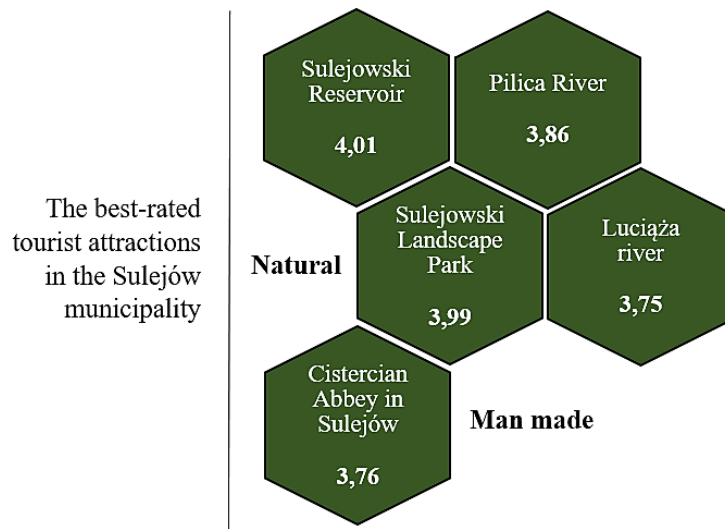 The best-rated
tourist attractions
in the Sulejów
municipality
Sulejowski
Reservoir
4,01
Pilica River
3,86
Natural
Sulejowski
Landscape
Park
3,99
Luciąża
river
3,75
Cistercian
Abbey in
Sulejów
3,76
Man made